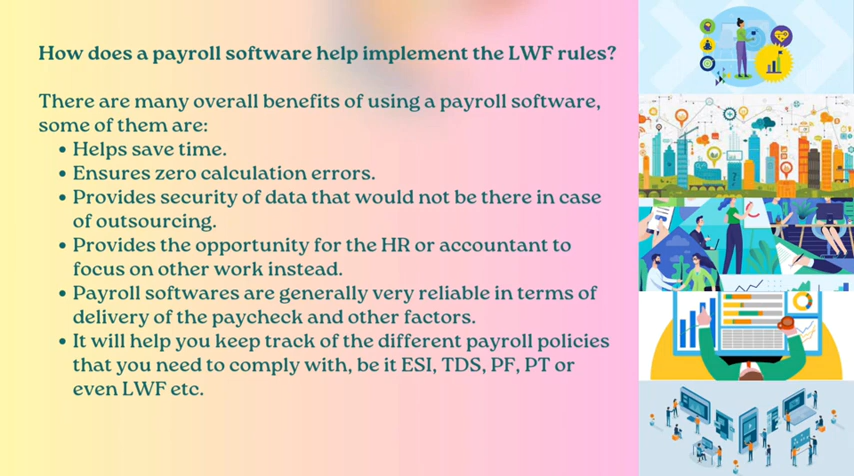 How does a payroll software help implement the LWF rules?
There are many overall benefits of using a payroll software,
some of them are:
• Helps save time.
• Ensures zero calculation errors.
• Provides security of data that would not be there in case
of outsourcing.
• Provides the opportunity for the HR or accountant to
focus on other work instead.
• Payroll softwares are generally very reliable in terms of
delivery of the paycheck and other factors.
• It will help you keep track of the different payroll policies
that you need to comply with, be it ESI, TDS, PF, PT or
even LWF etc.